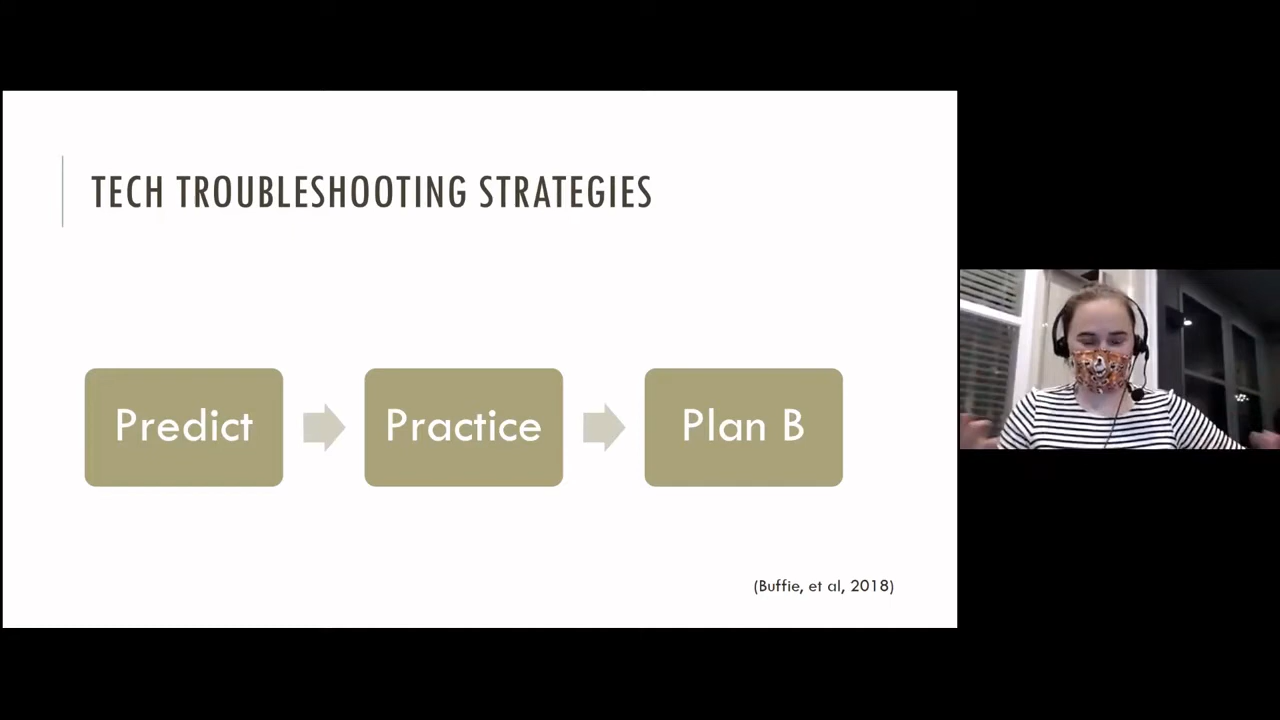 TECH TROUBLESHOOTING STRATEGIES
Predict
Practice
Plan B
(Buffie, et al, 2018)